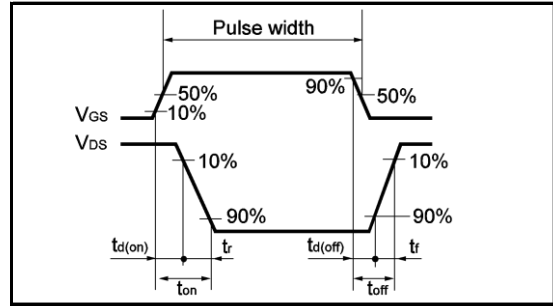 Pulse width
90%
50%
50%
10%
VGS
VDS
10%
10%
90%
90%
td(on)
tr
td(off)
tf
ton
toff